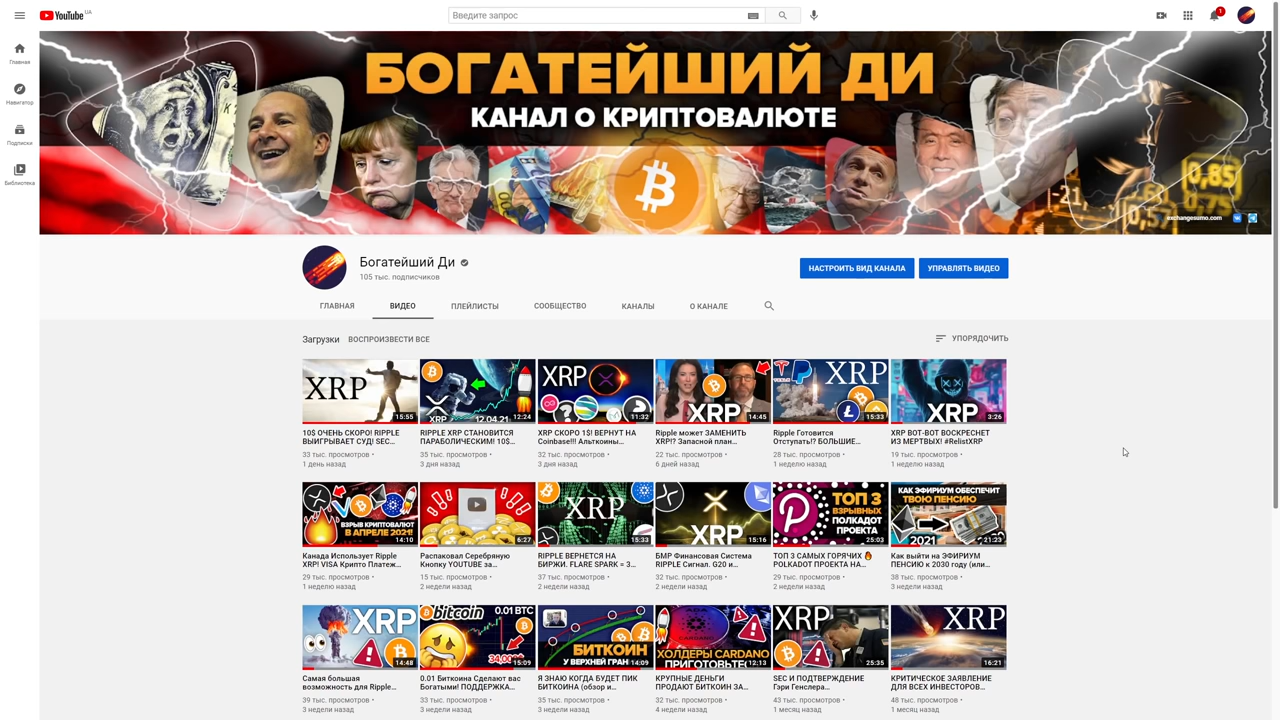 YouTube UA
Введите запрос
1
Главная
Навигатор
Подписки
Библиотека
БОГАТЕЙШИЙ ДИ
КАНАЛ О КРИПТОВАЛЮТЕ
0,85
exchangesumo.com
Богатейший Ди
105 тыс. подписчиков
НАСТРОИТЬ ВИД КАНАЛА
УПРАВЛЯТЬ ВИДЕО
ГЛАВНАЯ
ВИДЕО
ПЛЕЙЛИСТЫ
СООБЩЕСТВО
КАНАЛЫ
О КАНАЛЕ
Загрузки
ВОСПРОИЗВЕСТИ ВСЕ
УПОРЯДОЧИТЬ
XRP
15:55
10$ ОЧЕНЬ СКОРО! RIPPLE
ВЫИГРЫВАЕТ СУД! SEC...
33 тыс. просмотров •
1 день назад
XRP 12.04.21
12:24
RIPPLE XRP СТАНОВИТСЯ
ПАРАБОЛИЧЕСКИМ! 10$...
35 тыс. просмотров •
3 дня назад
XRP
11:32
XRP СКОРО 1$! ВЕРНУТ НА
Coinbase!!! Альткоины...
32 тыс. просмотров •
3 дня назад
XRP
14:45
Ripple может ЗАМЕНИТЬ
XRP!? Запасной план...
22 тыс. просмотров •
6 дней назад
XRP
15:33
Ripple Готовится
Отступать!? БОЛЬШИЕ...
28 тыс. просмотров •
1 неделю назад
XRP
3:26
XRP ВОТ-ВОТ ВОСКРЕСНЕТ
ИЗ МЕРТВЫХ! #RelistXRP
19 тыс. просмотров •
1 неделю назад
ВЗРЫВ КРИПТОВАЛЮТ
В АПРЕЛЕ 2021!
14:10
Канада Использует Ripple
XRP! VISA Крипто Платеж...
29 тыс. просмотров •
1 неделю назад
6:27
Распаковал Серебряную
Кнопку YOUTUBE за...
15 тыс. просмотров •
2 недели назад
XRP
15:33
RIPPLE ВЕРНЕТСЯ НА
БИРЖИ. FLARE SPARK = 3...
37 тыс. просмотров •
2 недели назад
XRP
15:16
БМР Финансовая Система
RIPPLE Сигнал. G20 и...
32 тыс. просмотров •
2 недели назад
ТОП 3
ВЗРЫВНЫХ
ПОЛКАДОТ
ПРОЕКТА
25:03
ТОП 3 САМЫХ ГОРЯЧИХ 🔥
POLKADOT ПРОЕКТА НА...
29 тыс. просмотров •
2 недели назад
КАК ЭФИРИУМ ОБЕСПЕЧИТ
ТВОЮ ПЕНСИЮ
2021
21:23
Как выйти на ЭФИРИУМ
ПЕНСИЮ к 2030 году (или...
38 тыс. просмотров •
3 недели назад
XRP
14:48
Самая большая
возможность для Ripple...
39 тыс. просмотров •
3 недели назад
bitcoin
0.01 BTC
15:09
0.01 Биткоина Сделают вас
Богатыми! ПОДДЕРЖКА...
33 тыс. просмотров •
3 недели назад
БИТКОИН
У ВЕРХНЕЙ ГРАН
14:09
Я ЗНАЮ КОГДА БУДЕТ ПИК
БИТКОИНА (обзор и...
35 тыс. просмотров •
3 недели назад
ADA
CARDANO
ХОЛДЕРЫ CARDANO
ПРИГОТОВЬТЕС
12:13
КРУПНЫЕ ДЕНЬГИ
ПРОДАЮТ БИТКОИН ЗА...
32 тыс. просмотров •
4 недели назад
XRP
25:35
SEC И ПОДТВЕРЖДЕНИЕ
Гэри Генслера...
43 тыс. просмотров •
1 месяц назад
XRP
16:21
КРИТИЧЕСКОЕ ЗАЯВЛЕНИЕ
ДЛЯ ВСЕХ ИНВЕСТОРОВ...
48 тыс. просмотров •
1 месяц назад